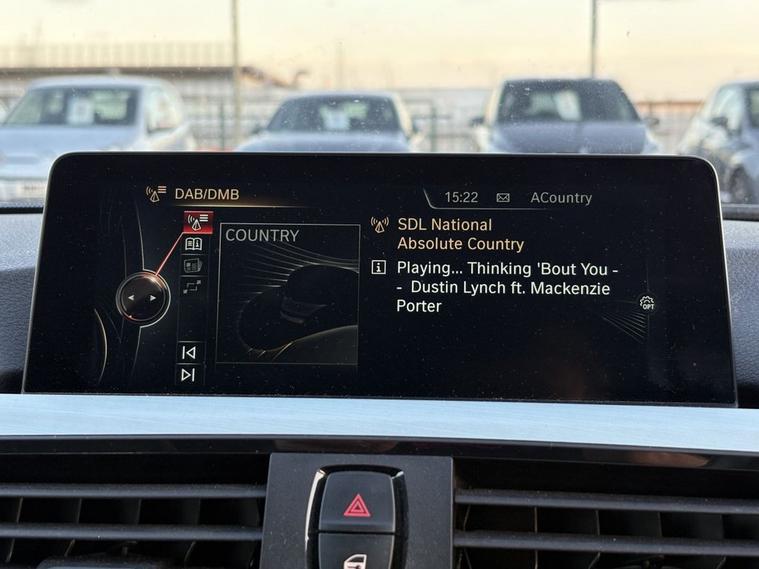 DAB/DMB
15:22 ACountry
COUNTRY
SDL National
Absolute Country
Playing... Thinking 'Bout You -
- Dustin Lynch ft. Mackenzie
Porter
OPT